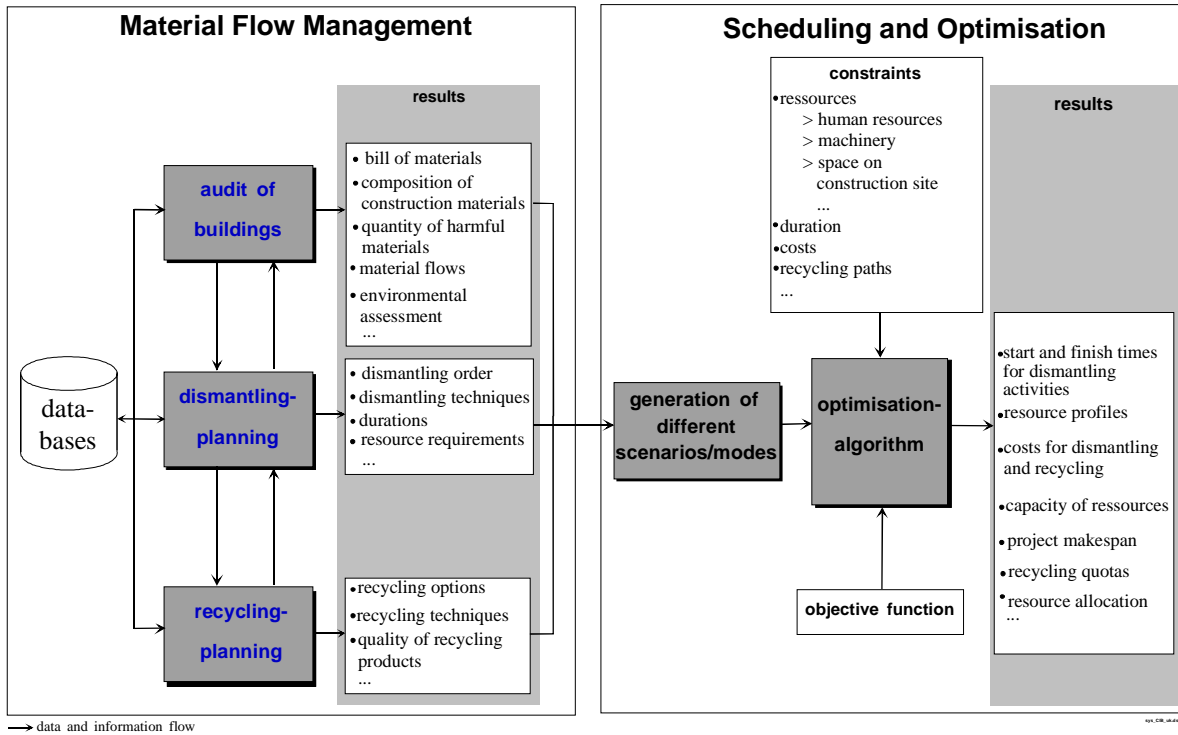 Material Flow Management
results
audit of
buildings
• bill of materials
• composition of
construction materials
• quantity of harmful
materials
• material flows
• environmental
assessment
...
data-
bases
dismantling-
planning
• dismantling order
• dismantling techniques
• durations
• resource requirements
...
recycling-
planning
• recycling options
• recycling techniques
• quality of recycling
products
...
Scheduling and Optimisation
constraints
• ressources
> human resources
> machinery
> space on
construction site
...
• duration
• costs
• recycling paths
...
results
generation of
different
scenarios/modes
optimisation-
algorithm
objective function
• start and finish times
for dismantling
activities
• resource profiles
• costs for dismantling
and recycling
• capacity of ressources
• project makespan
• recycling quotas
• resource allocation
...
data and information flow